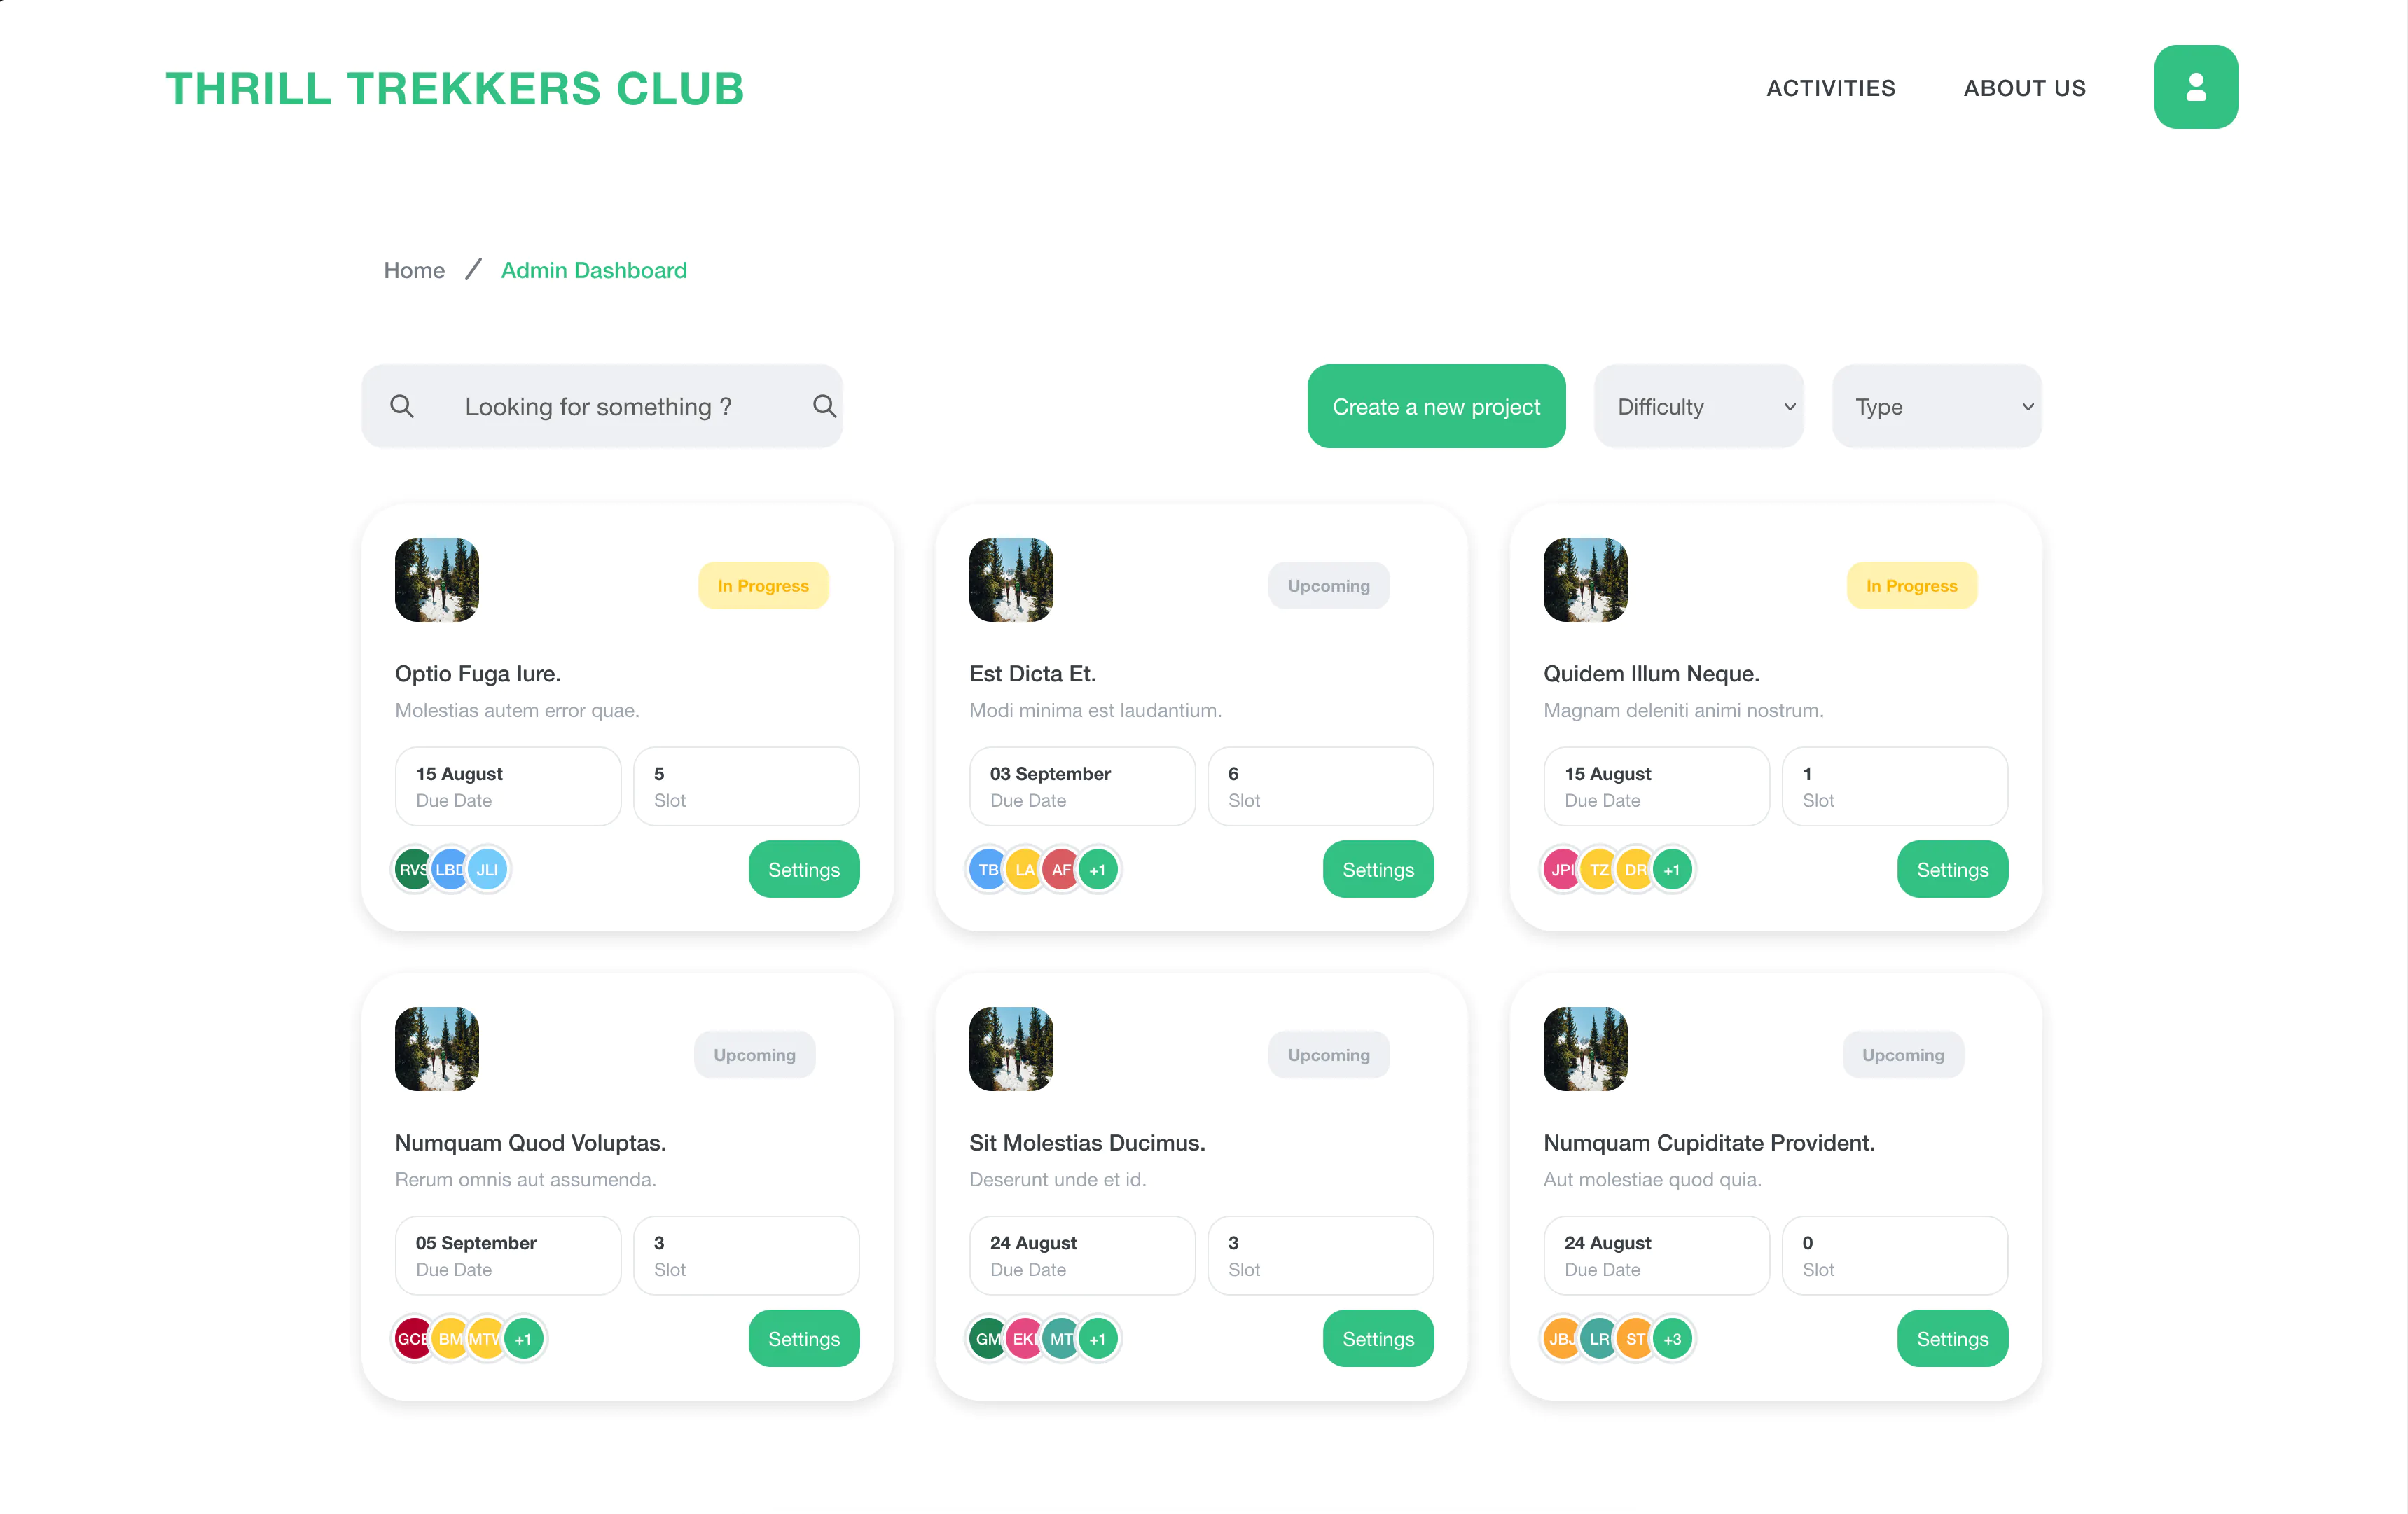 THRILL TREKKERS CLUB
ACTIVITIES
ABOUT US
Home / Admin Dashboard
Looking for something ?
Create a new project
Difficulty
Type
In Progress
Optio Fuga Iure.
Molestias autem error quae.
15 August
Due Date
5
Slot
RVS
LBD
JLI
Settings
Upcoming
Est Dicta Et.
Modi minima est laudantium.
03 September
Due Date
6
Slot
TB
LA
AF
+1
Settings
In Progress
Quidem Illum Neque.
Magnam deleniti animi nostrum.
15 August
Due Date
1
Slot
JPI
TZ
DR
+1
Settings
Upcoming
Numquam Quod Voluptas.
Rerum omnis aut assumenda.
05 September
Due Date
3
Slot
BM
+1
Settings
Upcoming
Sit Molestias Ducimus.
Deserunt unde et id.
24 August
Due Date
3
Slot
GM
EKI
MT
+1
Settings
Upcoming
Numquam Cupiditate Provident.
Aut molestiae quod quia.
24 August
Due Date
0
Slot
JBJ
LR
ST
+3
Settings